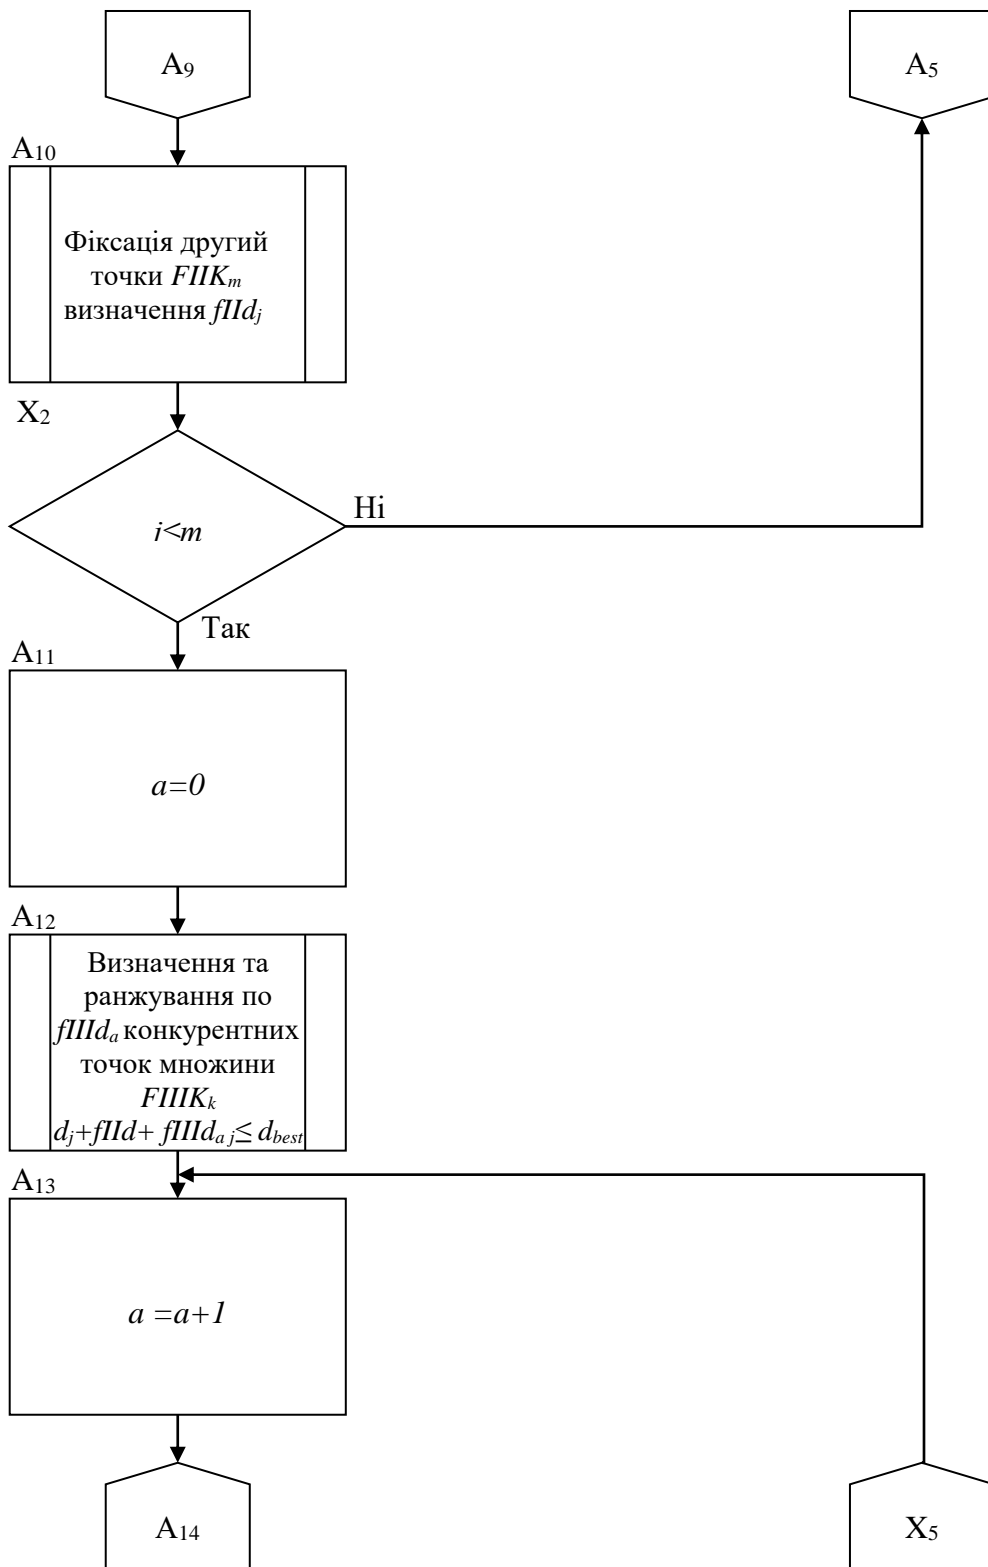 A₉
A₅
A₁₀
Фіксація другий
точки FIIKₘ
визначення fIIdⱼ
X₂
i<m
Ні
Так
A₁₁
a=0
A₁₂
Визначення та
ранжування по
fIIIdₐ конкурентних
точок множини
FIIIKₖ
dⱼ+fIId+ fIIIdₐ ⱼ≤ d_best
A₁₃
a =a+1
A₁₄
X₅